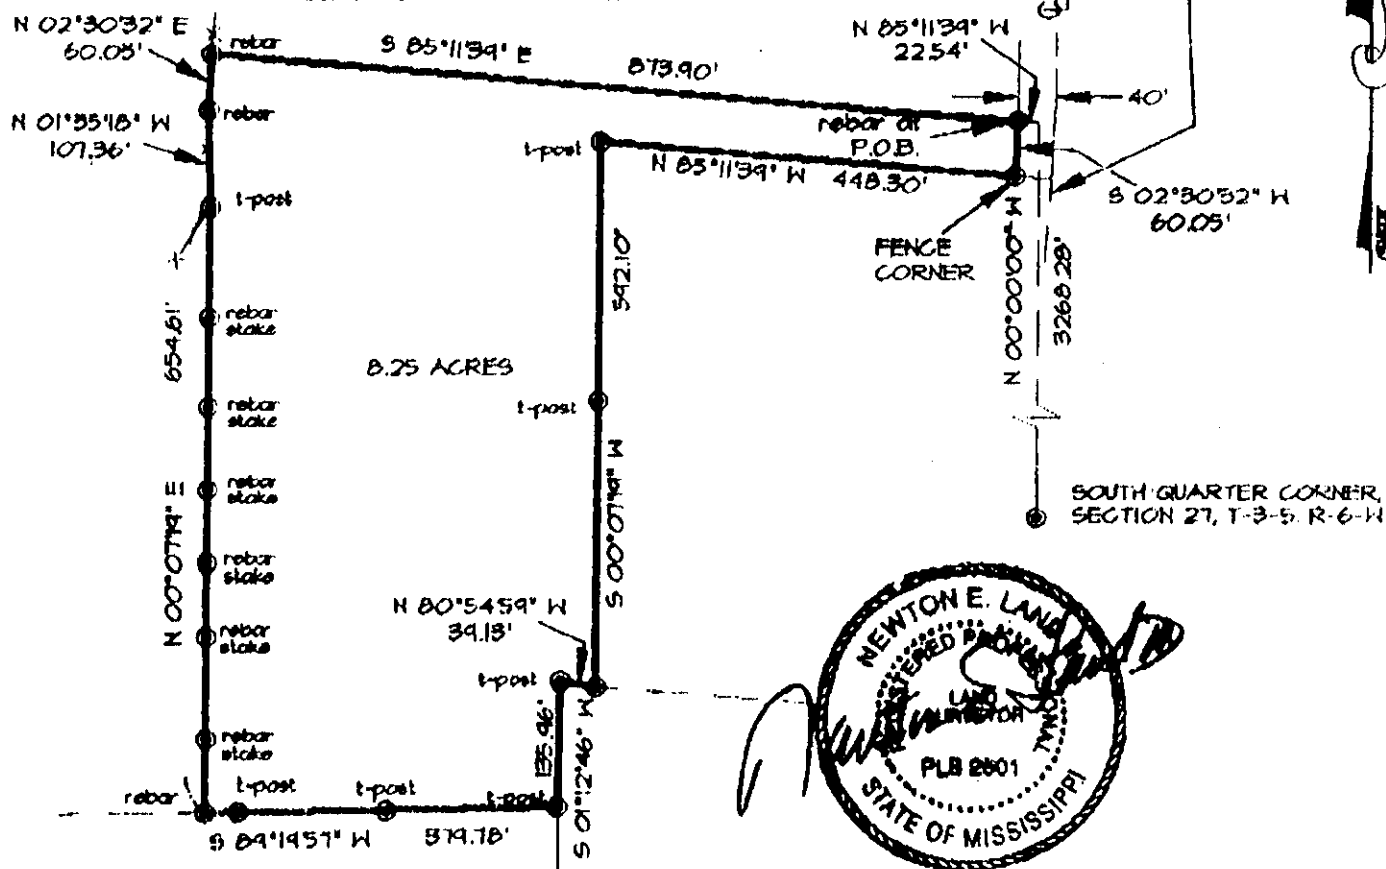 N 02°30'32" E
60.05'
rebar
S 85°11'39" E
873.90'
N 85°11'39" W
22.54'
40'
N 01°35'18" W
107.36'
rebar
t-post
rebar at
P.O.B.
N 85°11'39" W 448.30'
S 02°30'32" W
60.05'
t-post
FENCE
CORNER
N 00°00'00"
3268.28'
654.61'
N 00°07'49" E
rebar
stake
rebar
stake
rebar
stake
rebar
stake
rebar
stake
rebar
stake
8.25 ACRES
592.10'
t-post
S 00°07'49" W
SOUTH QUARTER CORNER,
SECTION 27, T-3-S, R-6-W
N 80°54'59" W
39.13'
t-post
135.96'
S 01°12'46" W
rebar
t-post
t-post
t-post
S 89°19'57" W 379.78'
NEWTON E. LAND
REGISTERED PROFESSIONAL
LAND
SURVEYOR
PLS 2601
STATE OF MISSISSIPPI